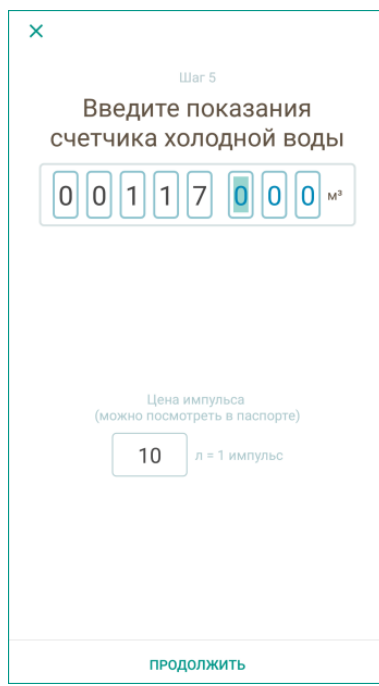 Шаг 5
Введите показания
счетчика холодной воды
0 0 1 1 7 0 0 0 м³
Цена импульса
(можно посмотреть в паспорте)
10 л = 1 импульс
ПРОДОЛЖИТЬ